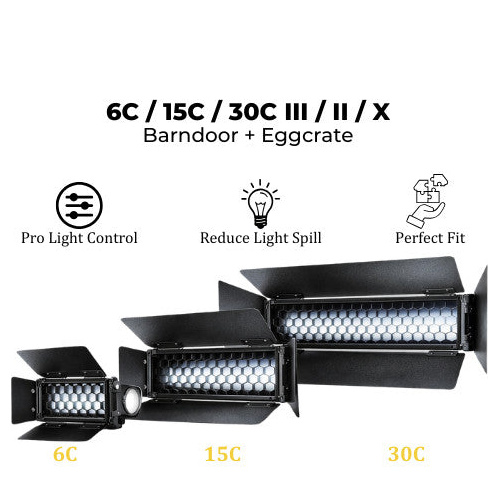 6C / 15C / 30C III / II / X
Barndoor + Eggcrate
Pro Light Control
Reduce Light Spill
Perfect Fit
6C
15C
30C